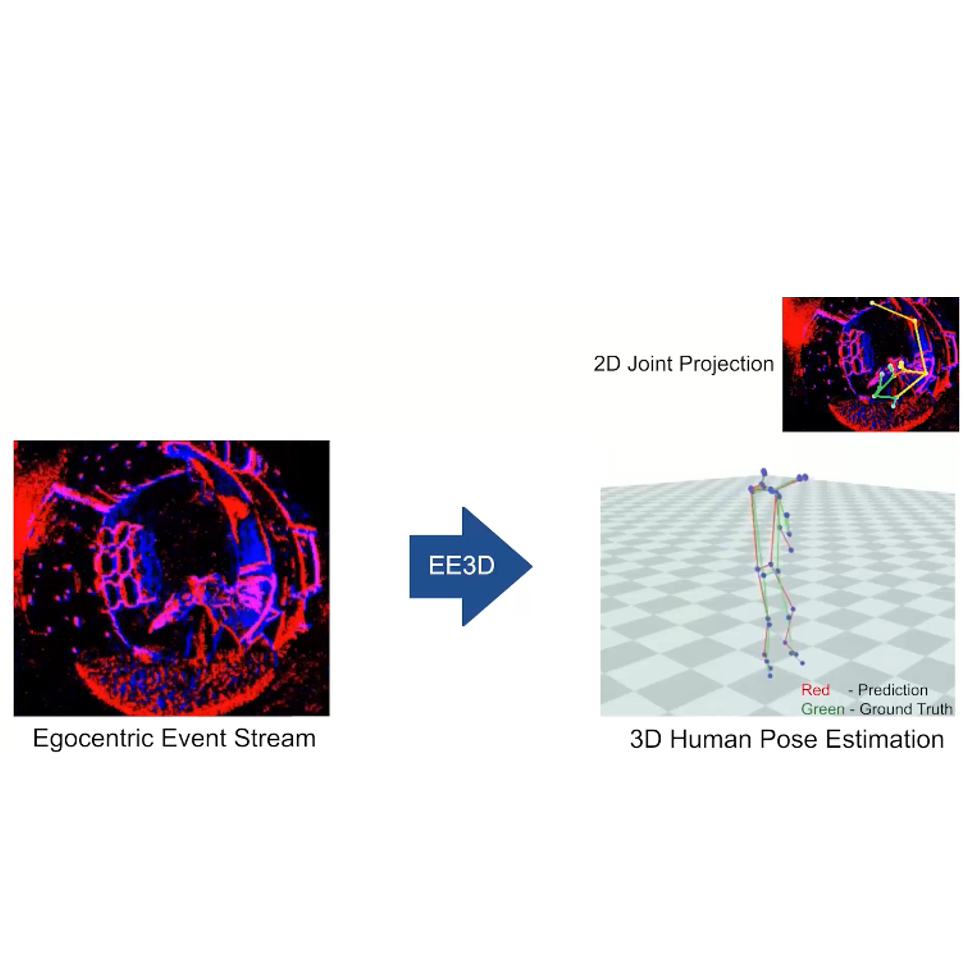 2D Joint Projection
EE3D
Red - Prediction
Green - Ground Truth
Egocentric Event Stream
3D Human Pose Estimation